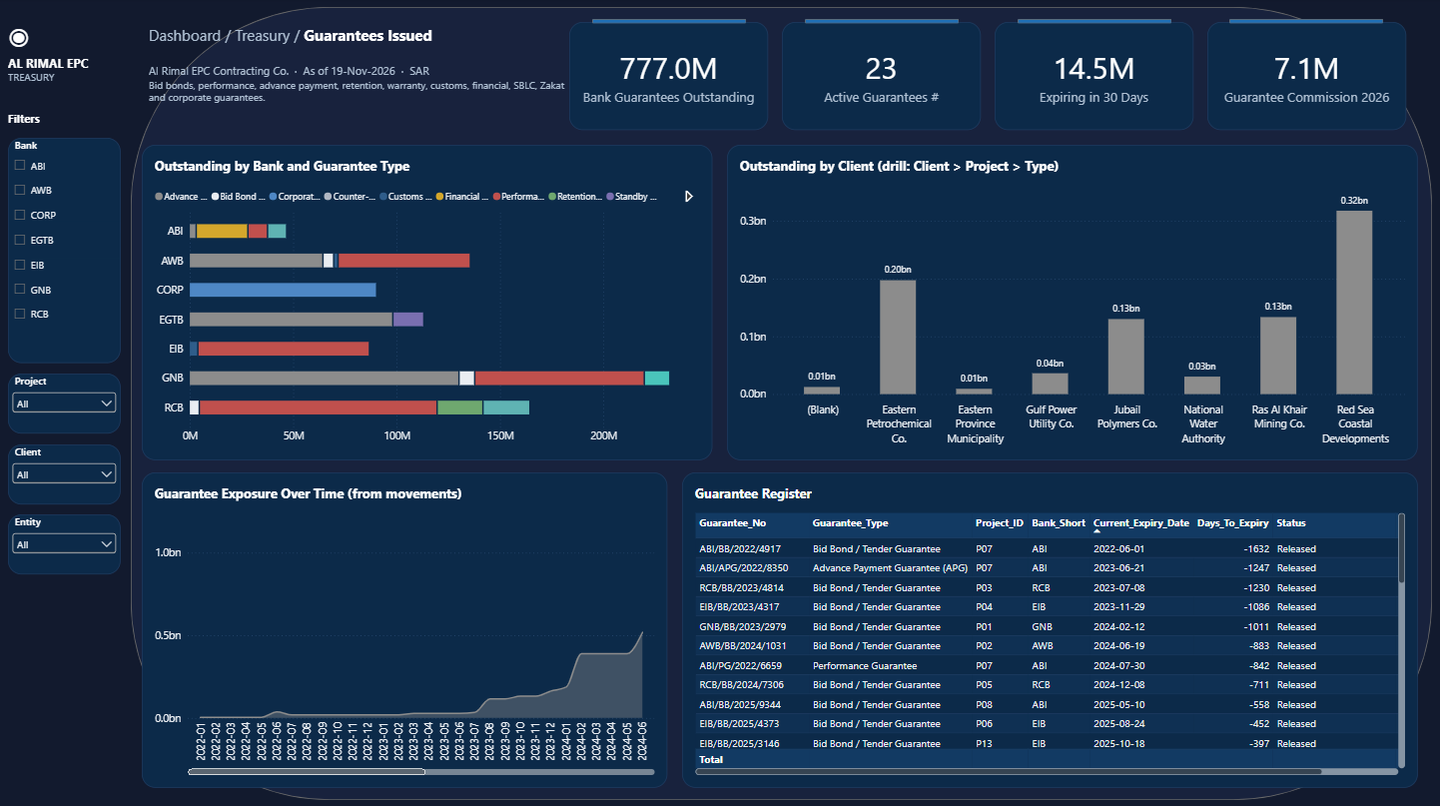 AL RIMAL EPC
TREASURY
Filters
Bank
ABI
AWB
CORP
EGTB
EIB
GNB
RCB
Project
All
Client
All
Entity
All
Dashboard / Treasury / Guarantees Issued
Al Rimal EPC Contracting Co. · As of 19-Nov-2026 · SAR
Bid bonds, performance, advance payment, retention, warranty, customs, financial, SBLC, Zakat
and corporate guarantees.
777.0M
Bank Guarantees Outstanding
23
Active Guarantees #
14.5M
Expiring in 30 Days
7.1M
Guarantee Commission 2026
Outstanding by Bank and Guarantee Type
Advance ... Bid Bond ... Corporat... Counter-... Customs ... Financial ... Performa... Retention... Standby ...
ABI
AWB
CORP
EGTB
EIB
GNB
RCB
0M 50M 100M 150M 200M
Outstanding by Client (drill: Client > Project > Type)
0.3bn
0.2bn
0.1bn
0.0bn
0.01bn 0.20bn 0.01bn 0.04bn 0.13bn 0.03bn 0.13bn 0.32bn
(Blank)
Eastern
Petrochemical
Co.
Eastern
Province
Municipality
Gulf Power
Utility Co.
Jubail
Polymers Co.
National
Water
Authority
Ras Al Khair
Mining Co.
Red Sea
Coastal
Developments
Guarantee Exposure Over Time (from movements)
1.0bn
0.5bn
0.0bn
2022-01 2022-02 2022-03 2022-04 2022-05 2022-06 2022-07 2022-08 2022-09 2022-10 2022-11 2022-12 2023-01 2023-02 2023-03 2023-04 2023-05 2023-06 2023-07 2023-08 2023-09 2023-10 2023-11 2023-12 2024-01 2024-02 2024-03 2024-04 2024-05 2024-06
Guarantee Register
Guarantee_No Guarantee_Type Project_ID Bank_Short Current_Expiry_Date Days_To_Expiry Status
ABI/BB/2022/4917 Bid Bond / Tender Guarantee P07 ABI 2022-06-01 -1632 Released
ABI/APG/2022/8350 Advance Payment Guarantee (APG) P07 ABI 2023-06-21 -1247 Released
RCB/BB/2023/4814 Bid Bond / Tender Guarantee P03 RCB 2023-07-08 -1230 Released
EIB/BB/2023/4317 Bid Bond / Tender Guarantee P04 EIB 2023-11-29 -1086 Released
GNB/BB/2023/2979 Bid Bond / Tender Guarantee P01 GNB 2024-02-12 -1011 Released
AWB/BB/2024/1031 Bid Bond / Tender Guarantee P02 AWB 2024-06-19 -883 Released
ABI/PG/2022/6659 Performance Guarantee P07 ABI 2024-07-30 -842 Released
RCB/BB/2024/7306 Bid Bond / Tender Guarantee P05 RCB 2024-12-08 -711 Released
ABI/BB/2025/9344 Bid Bond / Tender Guarantee P08 ABI 2025-05-10 -558 Released
EIB/BB/2025/4373 Bid Bond / Tender Guarantee P06 EIB 2025-08-24 -452 Released
EIB/BB/2025/3146 Bid Bond / Tender Guarantee P13 EIB 2025-10-18 -397 Released
Total